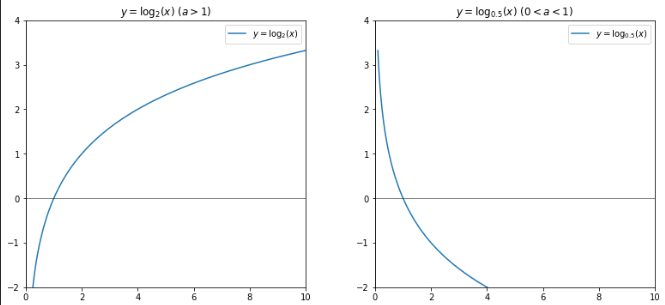 y = log₂(x) (a > 1)
y = log₂(x)
4
3
2
1
0
−1
−2
0 2 4 6 8 10
y = log₀.₅(x) (0 < a < 1)
y = log₀.₅(x)
4
3
2
1
0
−1
−2
0 2 4 6 8 10